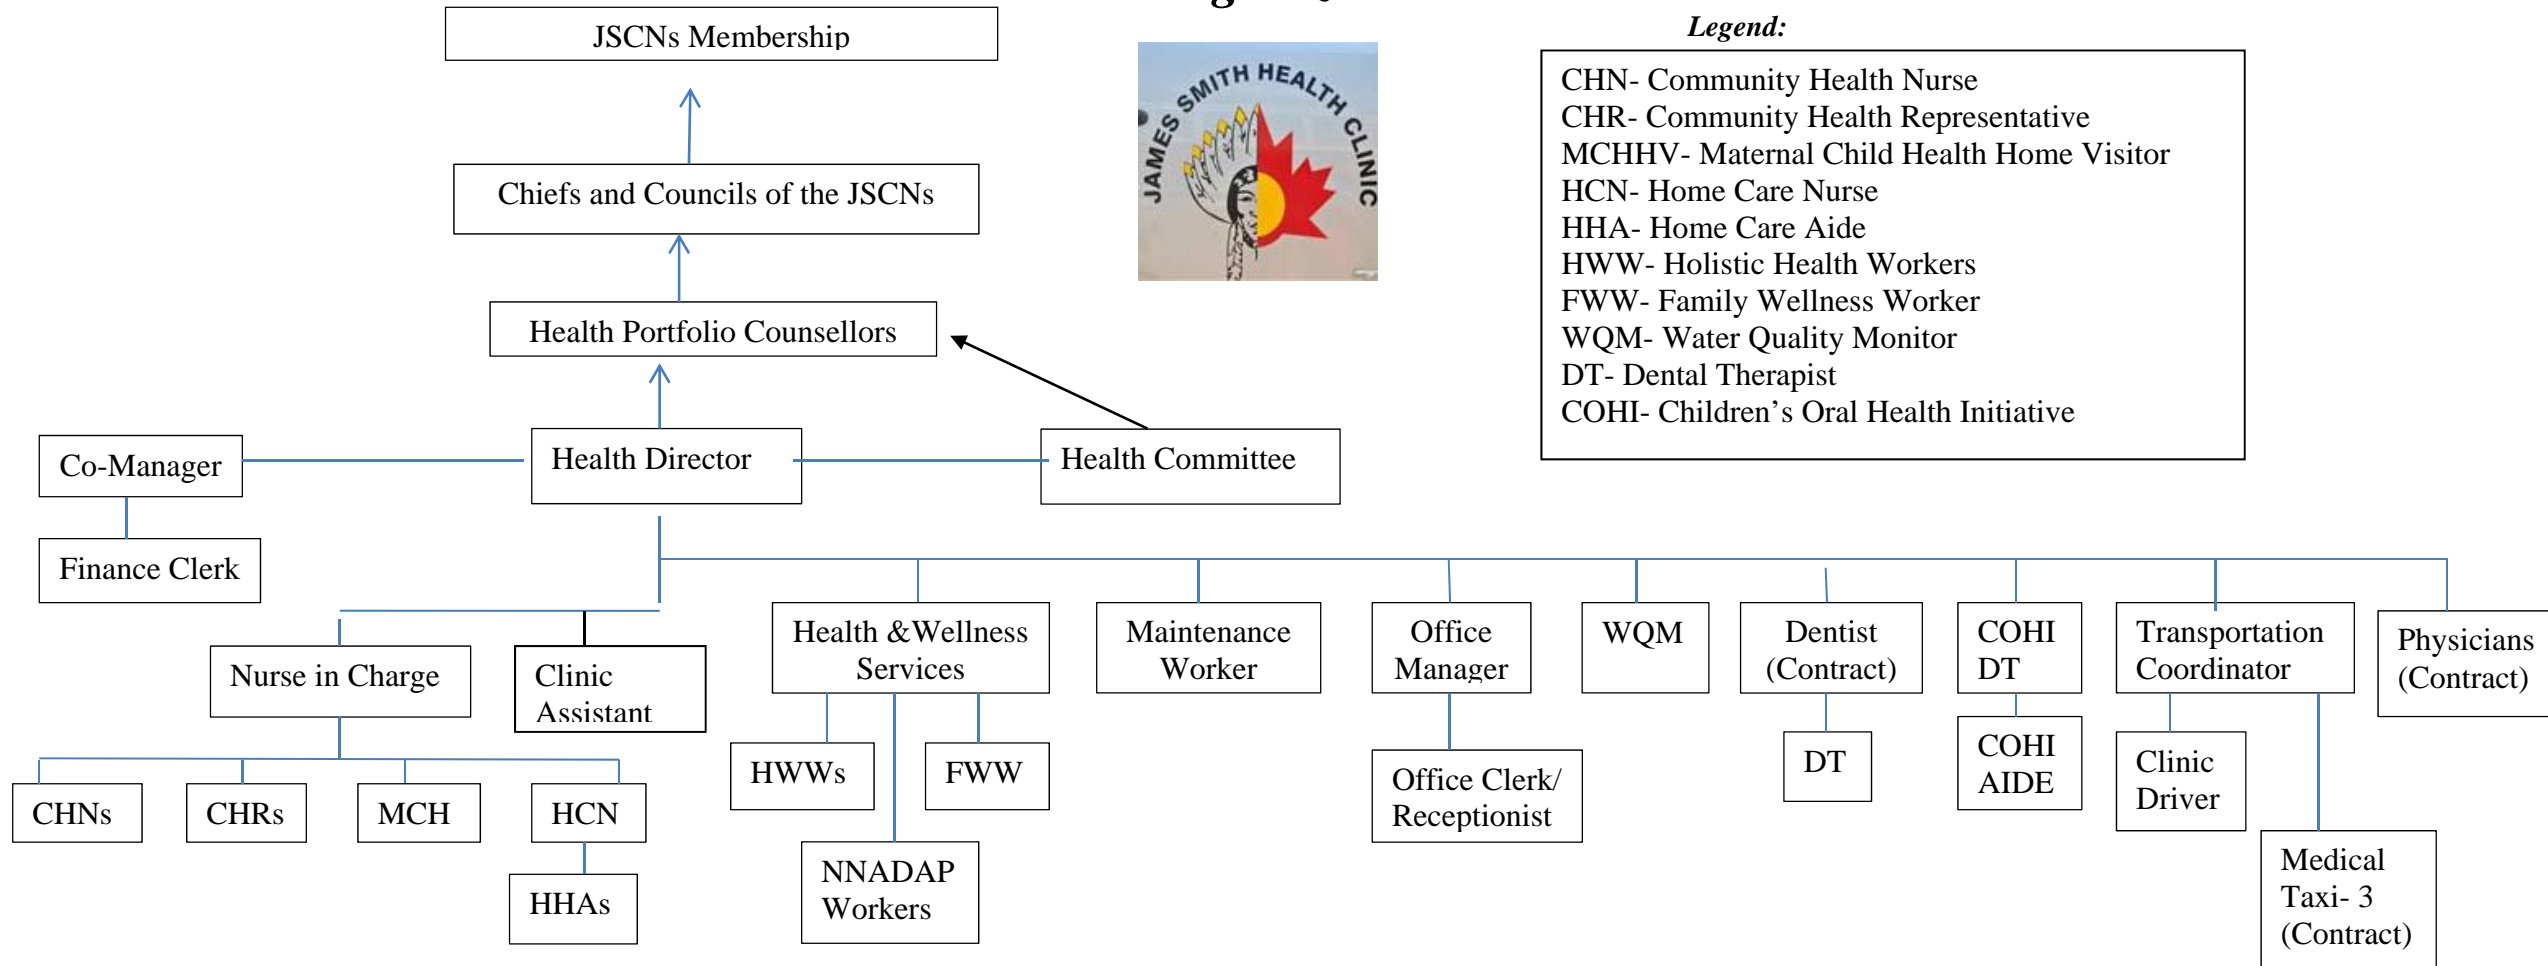 JSCNs Membership
Legend:
JAMES SMITH HEALTH CLINIC
CHN- Community Health Nurse
CHR- Community Health Representative
MCHHV- Maternal Child Health Home Visitor
HCN- Home Care Nurse
HHA- Home Care Aide
HWW- Holistic Health Workers
FWW- Family Wellness Worker
WQM- Water Quality Monitor
DT- Dental Therapist
COHI- Children’s Oral Health Initiative
Chiefs and Councils of the JSCNs
Health Portfolio Counsellors
Co-Manager
Health Director
Health Committee
Finance Clerk
Nurse in Charge
Clinic
Assistant
Health &Wellness
Services
Maintenance
Worker
Office
Manager
WQM
Dentist
(Contract)
COHI
DT
Transportation
Coordinator
Physicians
(Contract)
CHNs
CHRs
MCH
HCN
HHAs
HWWs
FWW
NNADAP
Workers
Office Clerk/
Receptionist
DT
COHI
AIDE
Clinic
Driver
Medical
Taxi- 3
(Contract)